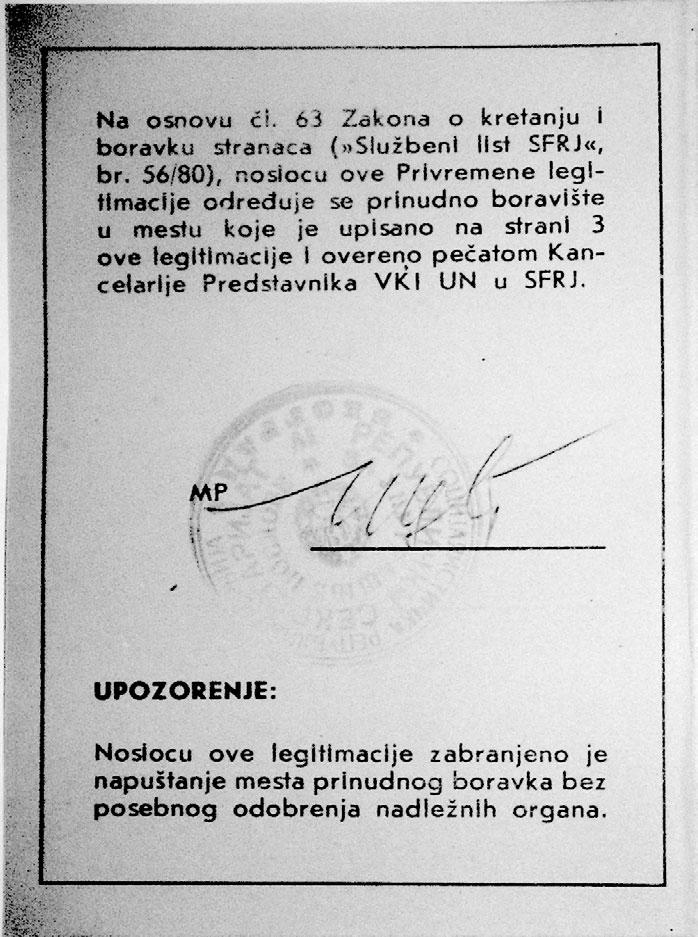 Na osnovu čl. 63 Zakona o kretanju i
boravku stranaca (»Službeni list SFRJ«,
br. 56/80), nosiocu ove Privremene legi-
timacije određuje se prinudno boravište
u mestu koje je upisano na strani 3
ove legitimacije i overeno pečatom Kan-
celarije Predstavnika VKI UN u SFRJ.
MP
UPOZORENJE:
Nosiocu ove legitimacije zabranjeno je
napuštanje mesta prinudnog boravka bez
posebnog odobrenja nadležnih organa.